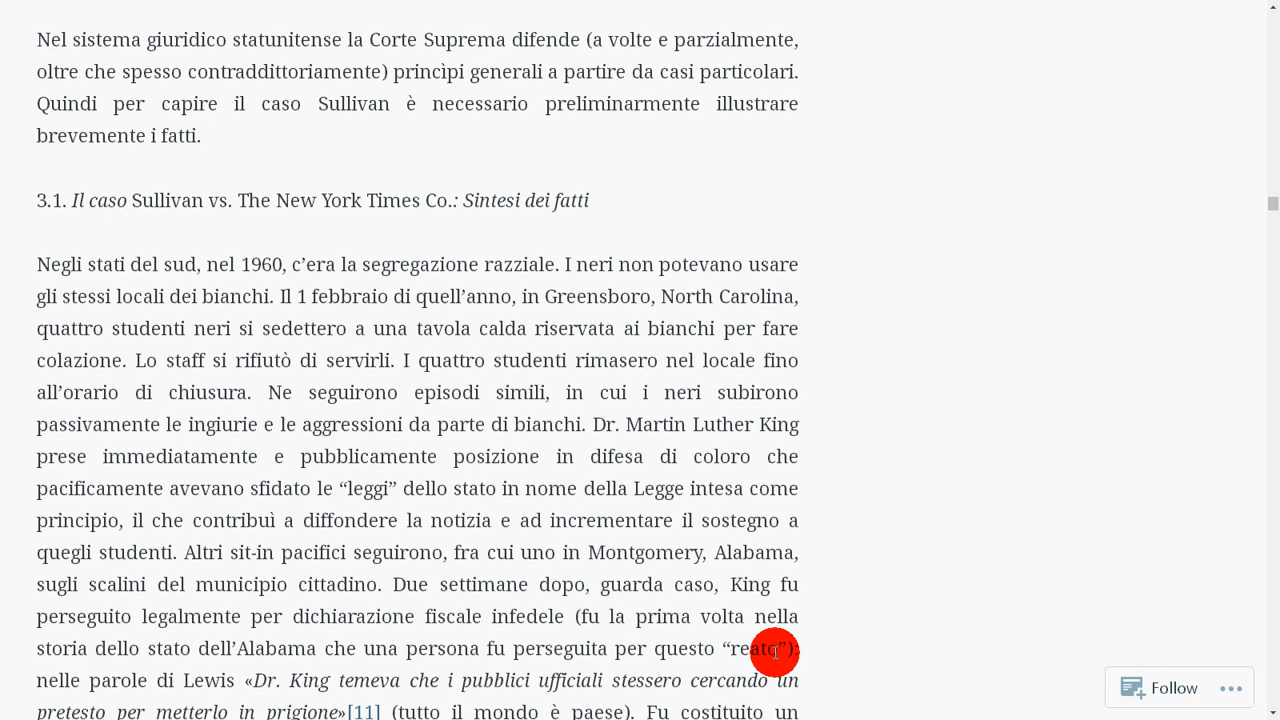 Nel sistema giuridico statunitense la Corte Suprema difende (a volte e parzialmente,
oltre che spesso contraddittoriamente) princìpi generali a partire da casi particolari.
Quindi per capire il caso Sullivan è necessario preliminarmente illustrare
brevemente i fatti.
3.1. Il caso Sullivan vs. The New York Times Co.: Sintesi dei fatti
Negli stati del sud, nel 1960, c’era la segregazione razziale. I neri non potevano usare
gli stessi locali dei bianchi. Il 1 febbraio di quell’anno, in Greensboro, North Carolina,
quattro studenti neri si sedettero a una tavola calda riservata ai bianchi per fare
colazione. Lo staff si rifiutò di servirli. I quattro studenti rimasero nel locale fino
all’orario di chiusura. Ne seguirono episodi simili, in cui i neri subirono
passivamente le ingiurie e le aggressioni da parte di bianchi. Dr. Martin Luther King
prese immediatamente e pubblicamente posizione in difesa di coloro che
pacificamente avevano sfidato le “leggi” dello stato in nome della Legge intesa come
principio, il che contribuì a diffondere la notizia e ad incrementare il sostegno a
quegli studenti. Altri sit-in pacifici seguirono, fra cui uno in Montgomery, Alabama,
sugli scalini del municipio cittadino. Due settimane dopo, guarda caso, King fu
perseguito legalmente per dichiarazione fiscale infedele (fu la prima volta nella
storia dello stato dell’Alabama che una persona fu perseguita per questo “reato”):
nelle parole di Lewis «Dr. King temeva che i pubblici ufficiali stessero cercando un
pretesto per metterlo in prigione»[11] (tutto il mondo è paese). Fu costituito un
Follow